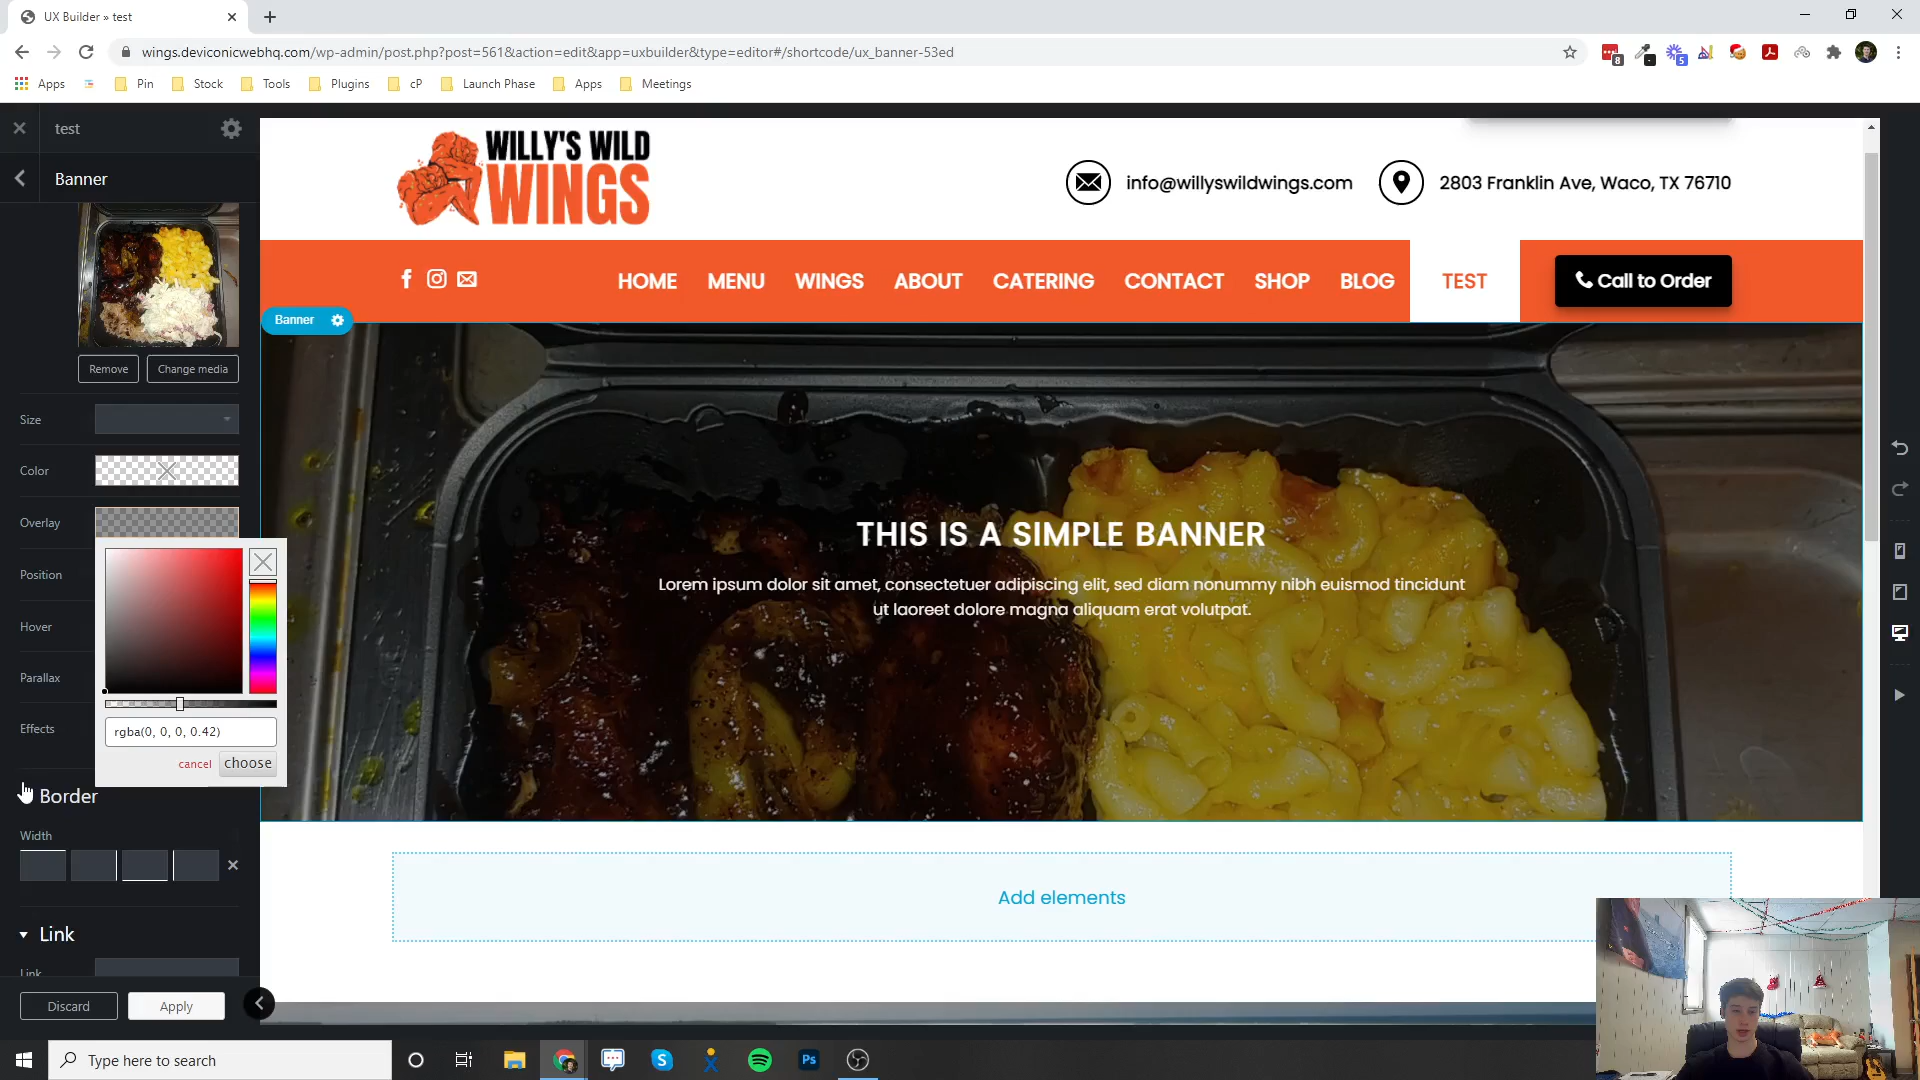 UX Builder » test
wings.deviconicwebhq.com/wp-admin/post.php?post=561&action=edit&app=uxbuilder&type=editor#/shortcode/ux_banner-53ed
8
5
Apps
Pin
Stock
Tools
Plugins
cP
Launch Phase
Apps
Meetings
test
Banner
Remove
Change media
Size
Color
Overlay
Position
Hover
Parallax
Effects
rgba(0, 0, 0, 0.42)
cancel
choose
Border
Width
Link
Link
Discard
Apply
WILLY'S WILD
WINGS
info@willyswildwings.com
2803 Franklin Ave, Waco, TX 76710
HOME
MENU
WINGS
ABOUT
CATERING
CONTACT
SHOP
BLOG
TEST
Call to Order
Banner
THIS IS A SIMPLE BANNER
Lorem ipsum dolor sit amet, consectetuer adipiscing elit, sed diam nonummy nibh euismod tincidunt
ut laoreet dolore magna aliquam erat volutpat.
Add elements
Type here to search
Ps